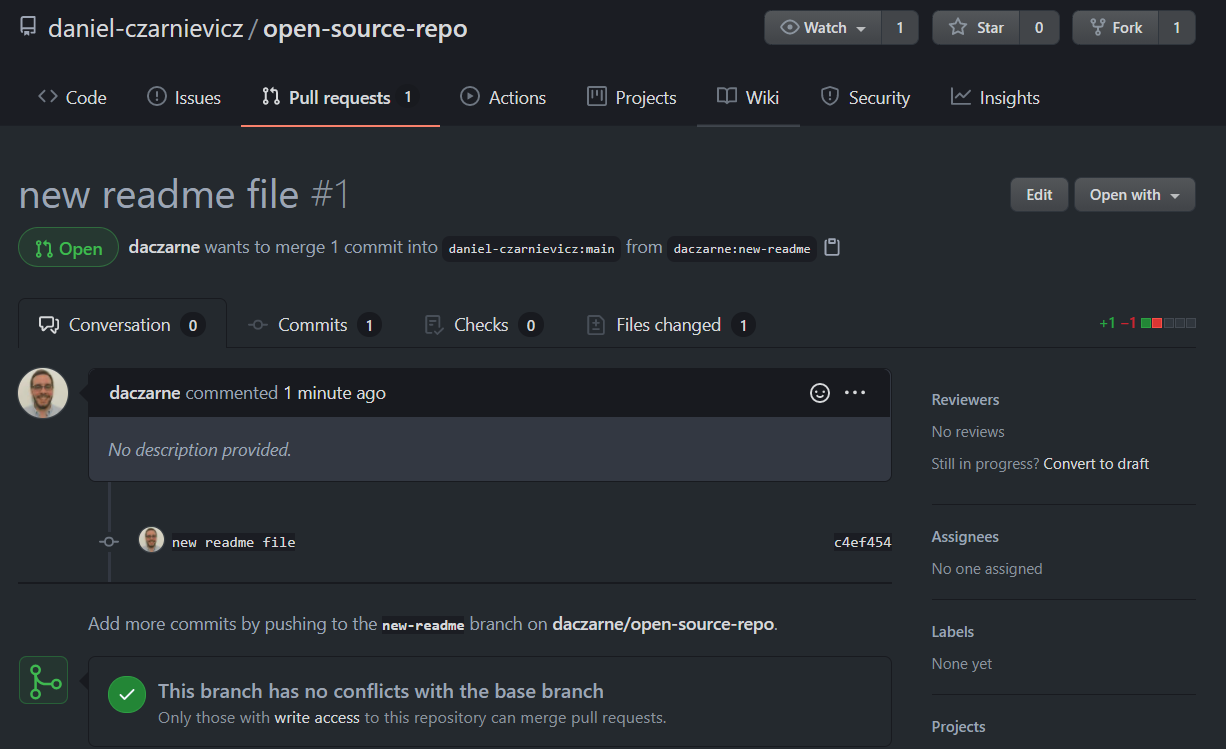 daniel-czarnievicz / open-source-repo
Watch 1 Star 0 Fork 1
Code Issues Pull requests 1 Actions Projects Wiki Security Insights
new readme file #1
Edit Open with
Open daczarne wants to merge 1 commit into daniel-czarnievicz:main from daczarne:new-readme
Conversation 0 Commits 1 Checks 0 Files changed 1 +1 −1
daczarne commented 1 minute ago
No description provided.
new readme file c4ef454
Add more commits by pushing to the new-readme branch on daczarne/open-source-repo.
This branch has no conflicts with the base branch
Only those with write access to this repository can merge pull requests.
Reviewers
No reviews
Still in progress? Convert to draft
Assignees
No one assigned
Labels
None yet
Projects